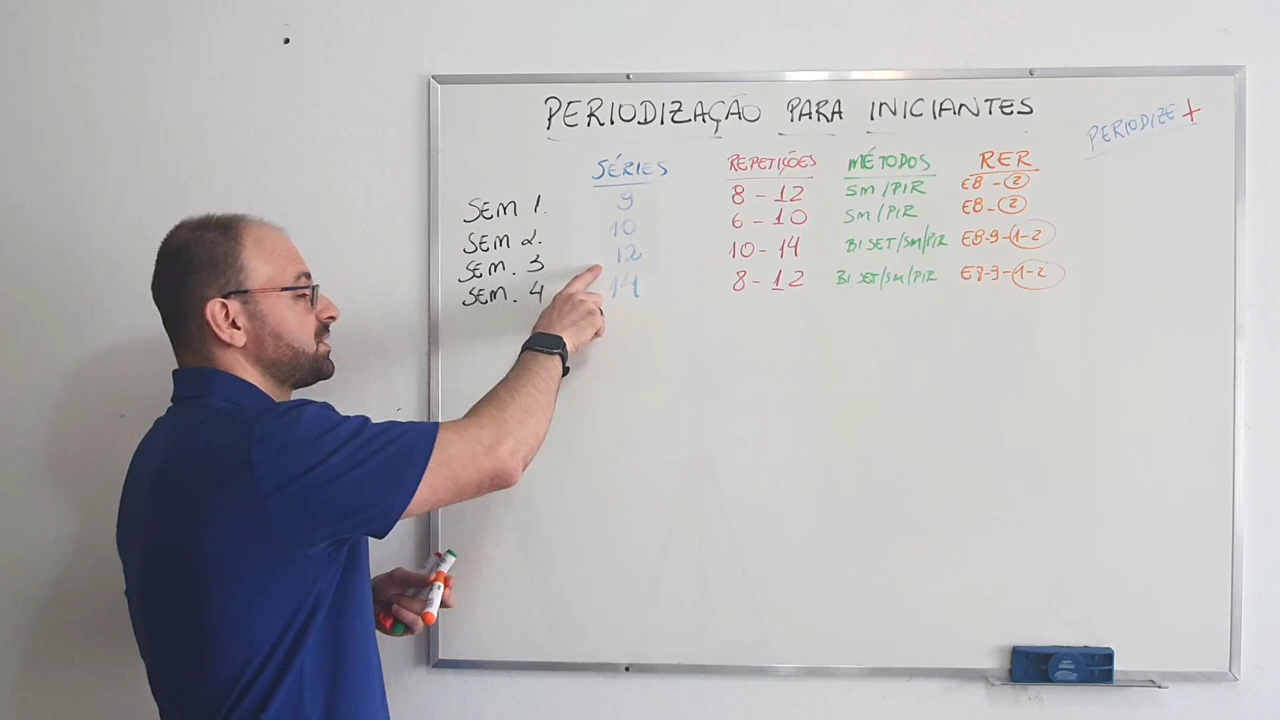 PERIODIZAÇÃO PARA INICIANTES
PERIODIZE +
SÉRIES REPETIÇÕES MÉTODOS RER
SEM 1. 9 8 - 12 SM/PIR E8 - 2
SEM 2. 10 6 - 10 SM/PIR E8 - 2
SEM. 3 12 10 - 14 BI SET/SM/PIR E8-9-1-2
SEM. 4 14 8 - 12 BI SET/SM/PIR E8-9-1-2